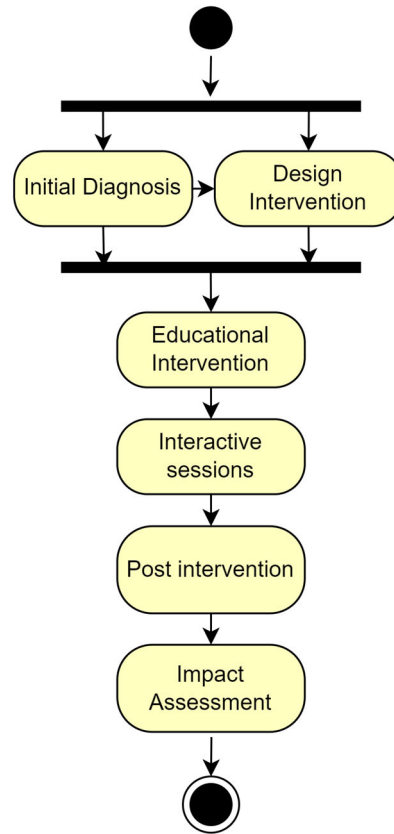 Initial Diagnosis
Design
Intervention
Educational
Intervention
Interactive
sessions
Post intervention
Impact
Assessment